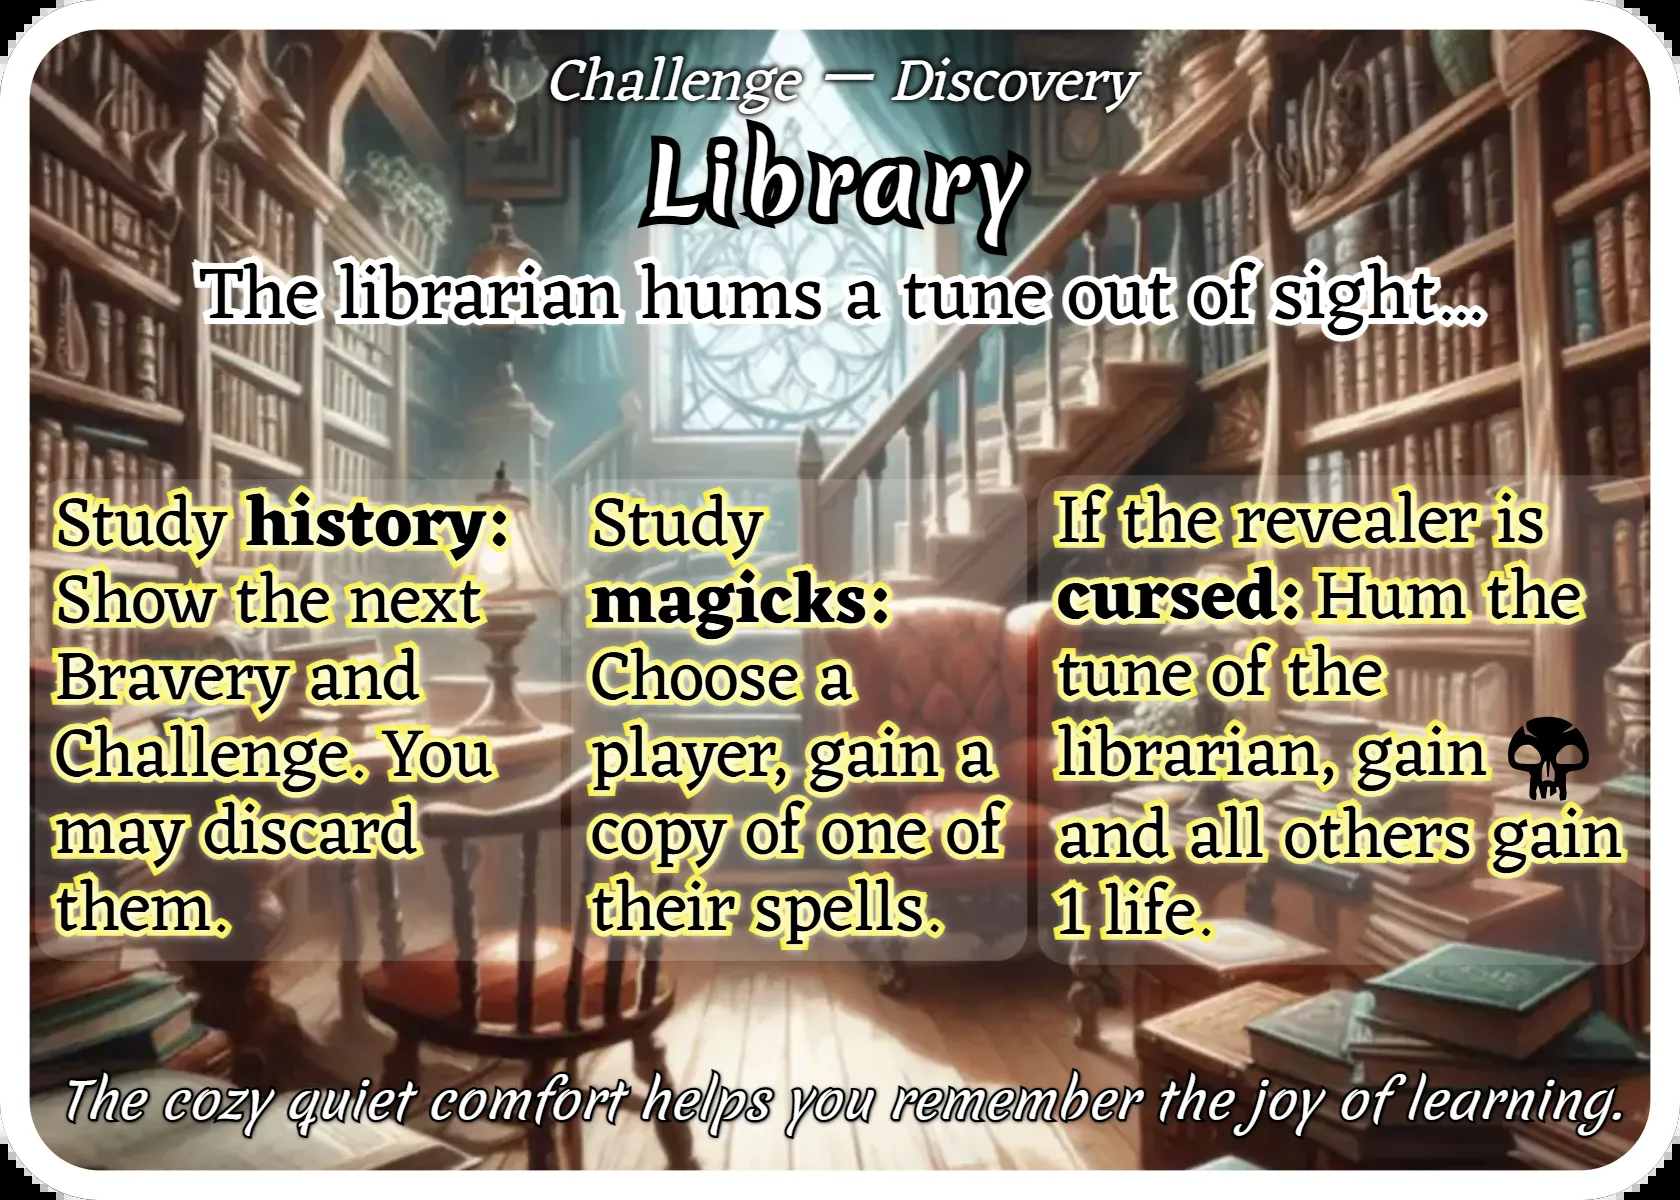 Challenge — Discovery
Library
The librarian hums a tune out of sight...
Study history:
Show the next
Bravery and
Challenge. You
may discard
them.
Study
magicks:
Choose a
player, gain a
copy of one of
their spells.
If the revealer is
cursed: Hum the
tune of the
librarian, gain
and all others gain
1 life.
The cozy quiet comfort helps you remember the joy of learning.